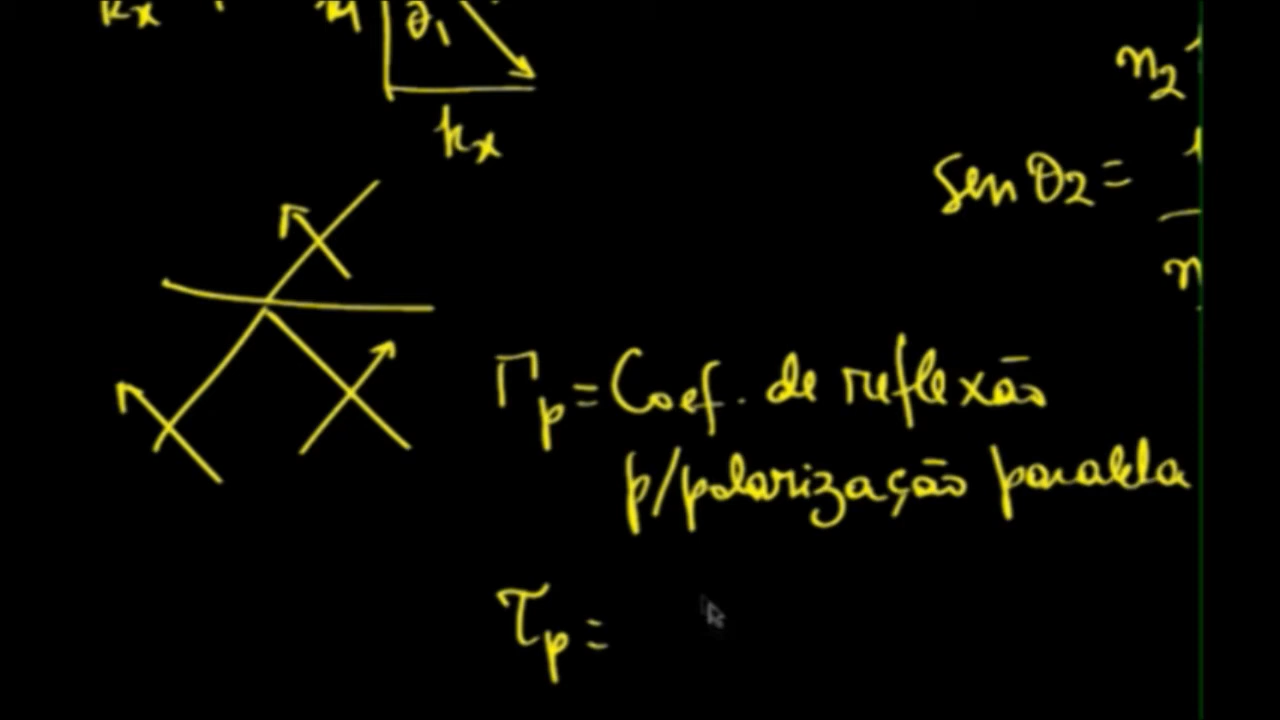 kx
θ1
kx
n2
Sen θ2 =
n
Γp = Coef. de reflexão
p/polarização paralela
τp =